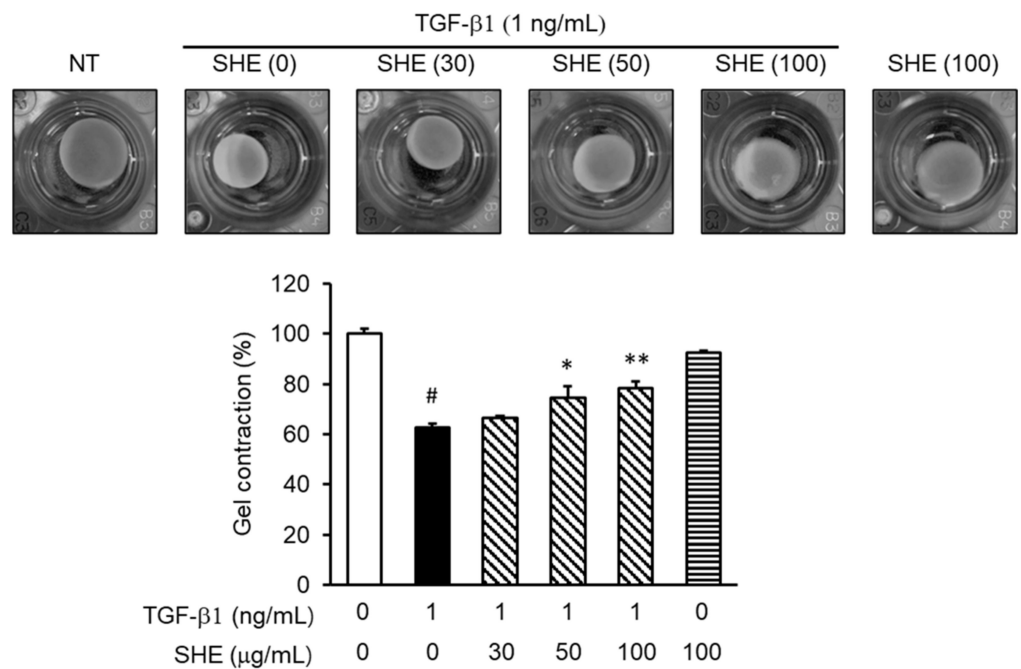 TGF-β1 (1 ng/mL)
NT SHE (0) SHE (30) SHE (50) SHE (100) SHE (100)
120
100
80
60
40
20
0
Gel contraction (%)
# * **
TGF-β1 (ng/mL) 0 1 1 1 1 0
SHE (μg/mL) 0 0 30 50 100 100